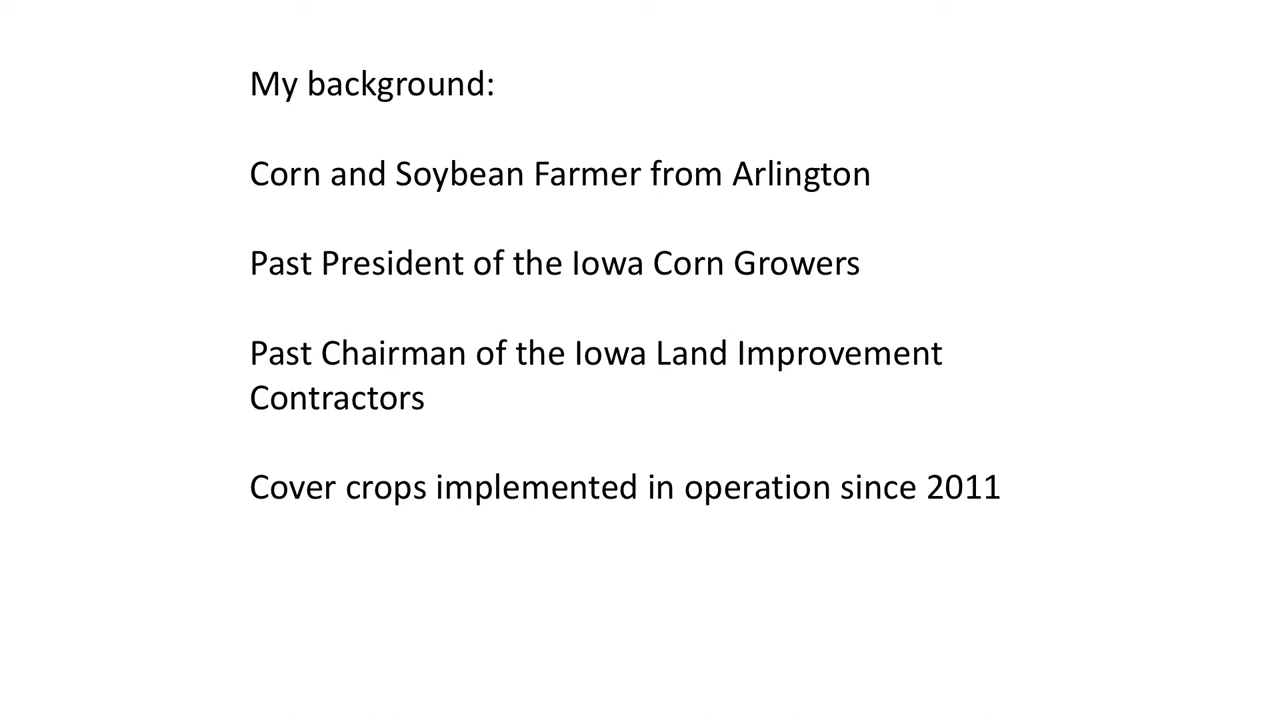 My background:
Corn and Soybean Farmer from Arlington
Past President of the Iowa Corn Growers
Past Chairman of the Iowa Land Improvement
Contractors
Cover crops implemented in operation since 2011